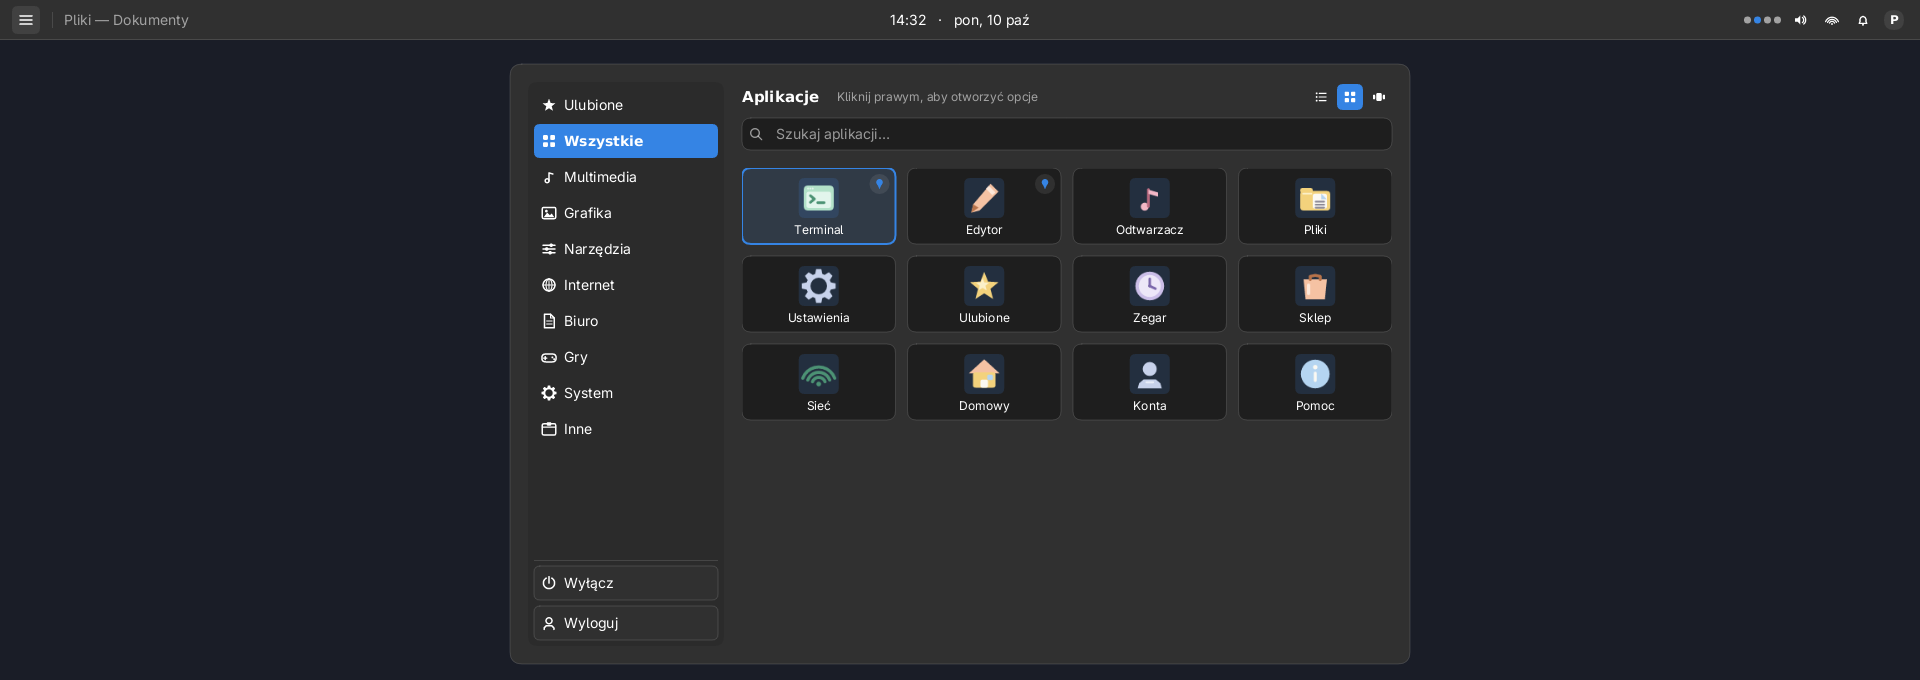 Pliki — Dokumenty
14:32 · pon, 10 paź
P
Ulubione
Wszystkie
Multimedia
Grafika
Narzędzia
Internet
Biuro
Gry
System
Inne
Wyłącz
Wyloguj
Aplikacje Kliknij prawym, aby otworzyć opcje
Szukaj aplikacji...
Terminal Edytor Odtwarzacz Pliki
Ustawienia Ulubione Zegar Sklep
Sieć Domowy Konta Pomoc